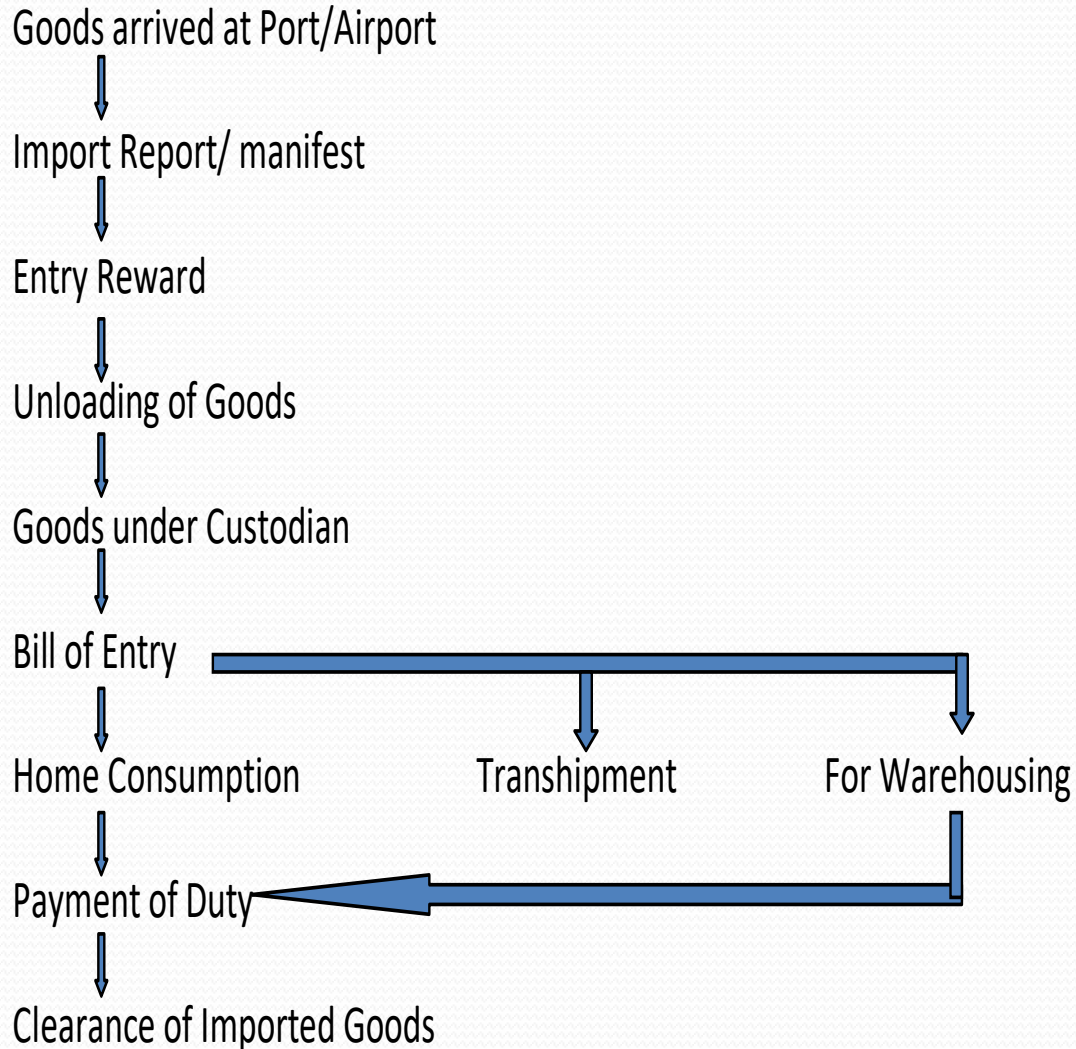 Goods arrived at Port/Airport
Import Report/ manifest
Entry Reward
Unloading of Goods
Goods under Custodian
Bill of Entry
Home Consumption
Transhipment
For Warehousing
Payment of Duty
Clearance of Imported Goods